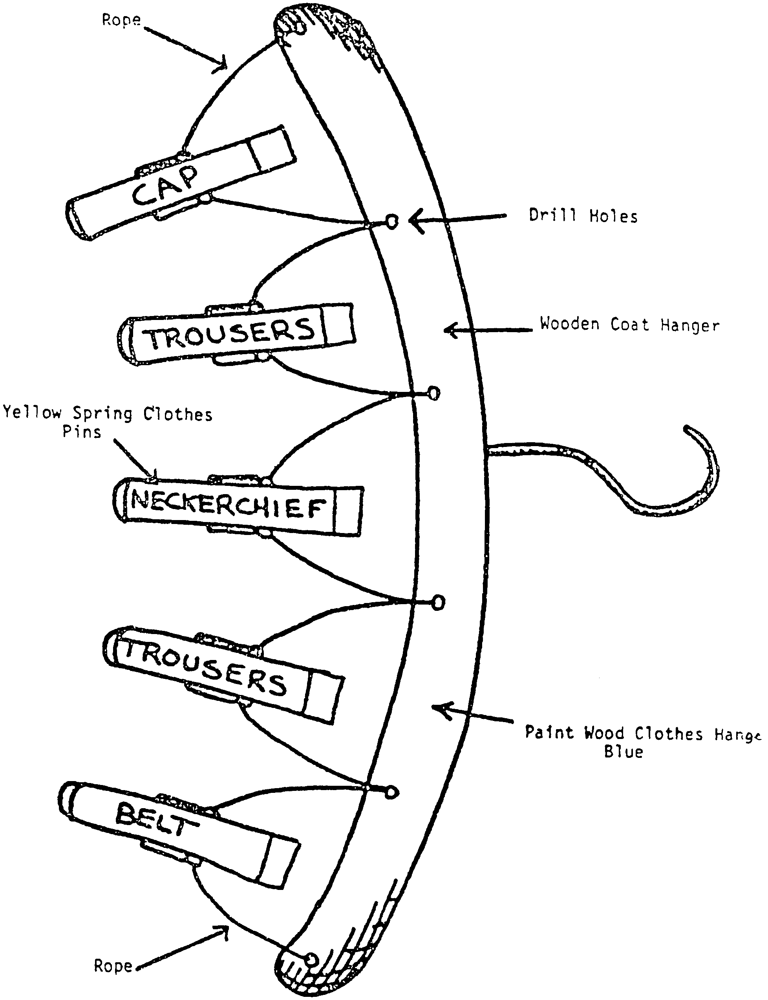 Rope
CAP
Drill Holes
TROUSERS
Wooden Coat Hanger
Yellow Spring Clothes
Pins
NECKERCHIEF
TROUSERS
Paint Wood Clothes
Blue
BELT
Rope